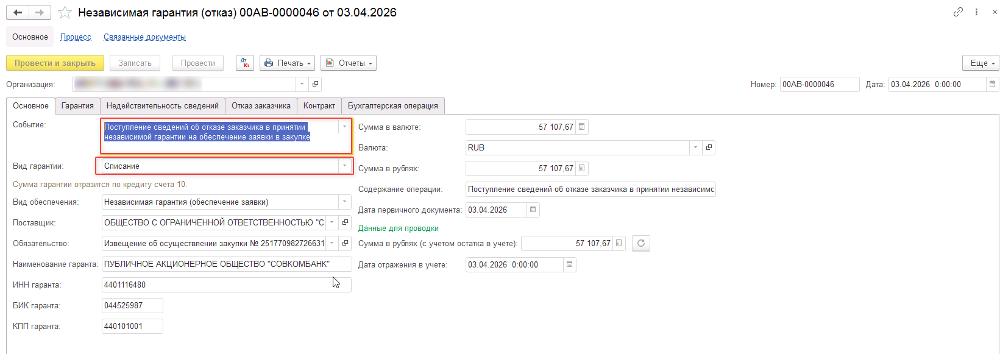 Независимая гарантия (отказ) 00АВ-0000046 от 03.04.2026
Основное Процесс Связанные документы
Провести и закрыть Записать Провести Дт Кт Печать Отчеты Еще
Организация: Номер: 00АВ-0000046 Дата: 03.04.2026 0:00:00
Основное Гарантия Недействительность сведений Отказ заказчика Контракт Бухгалтерская операция
Событие: Поступление сведений об отказе заказчика в принятии
независимой гарантии на обеспечение заявки в закупке
Вид гарантии: Списание
Сумма гарантии отразится по кредиту счета 10.
Вид обеспечения: Независимая гарантия (обеспечение заявки)
Поставщик: ОБЩЕСТВО С ОГРАНИЧЕННОЙ ОТВЕТСТВЕННОСТЬЮ "С
Обязательство: Извещение об осуществлении закупки № 251770982726631
Наименование гаранта: ПУБЛИЧНОЕ АКЦИОНЕРНОЕ ОБЩЕСТВО "СОВКОМБАНК"
ИНН гаранта: 4401116480
БИК гаранта: 044525987
КПП гаранта: 440101001
Сумма в валюте: 57 107,67
Валюта: RUB
Сумма в рублях: 57 107,67
Содержание операции: Поступление сведений об отказе заказчика в принятии независимо
Дата первичного документа: 03.04.2026
Данные для проводки
Сумма в рублях (с учетом остатка в учете): 57 107,67
Дата отражения в учете: 03.04.2026 0:00:00